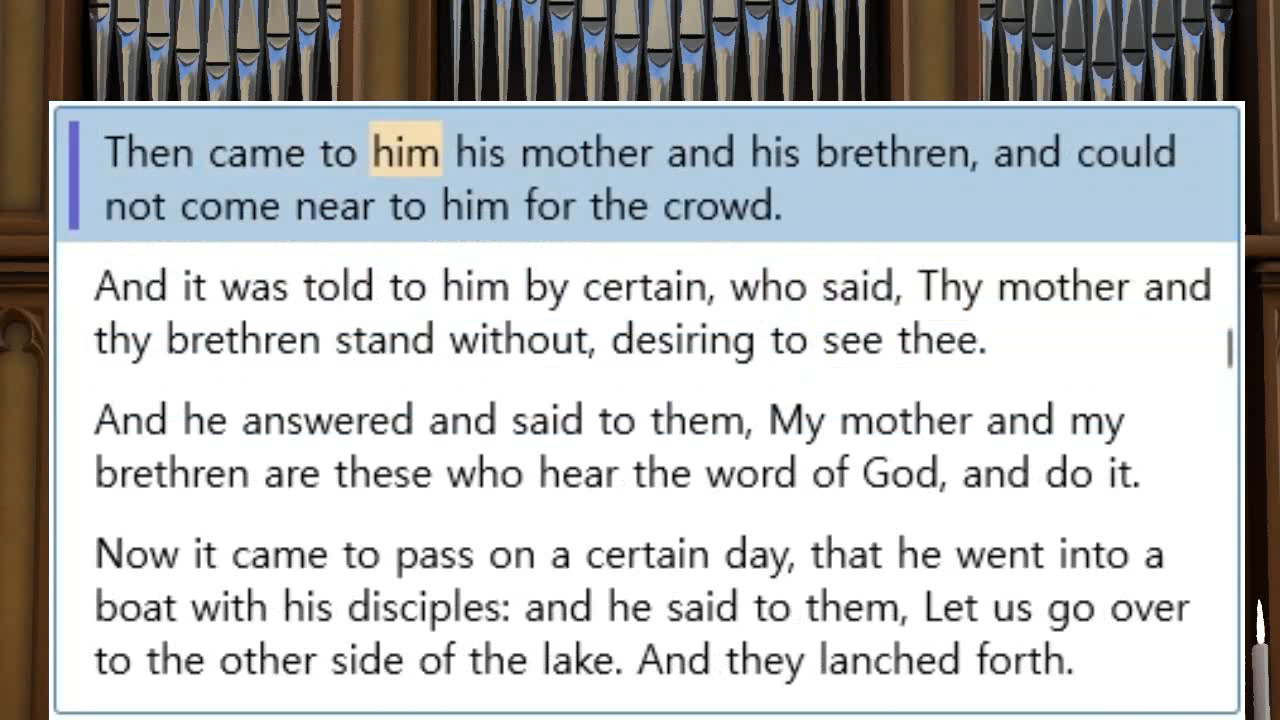 Then came to him his mother and his brethren, and could
not come near to him for the crowd.
And it was told to him by certain, who said, Thy mother and
thy brethren stand without, desiring to see thee.
And he answered and said to them, My mother and my
brethren are these who hear the word of God, and do it.
Now it came to pass on a certain day, that he went into a
boat with his disciples: and he said to them, Let us go over
to the other side of the lake. And they lanched forth.